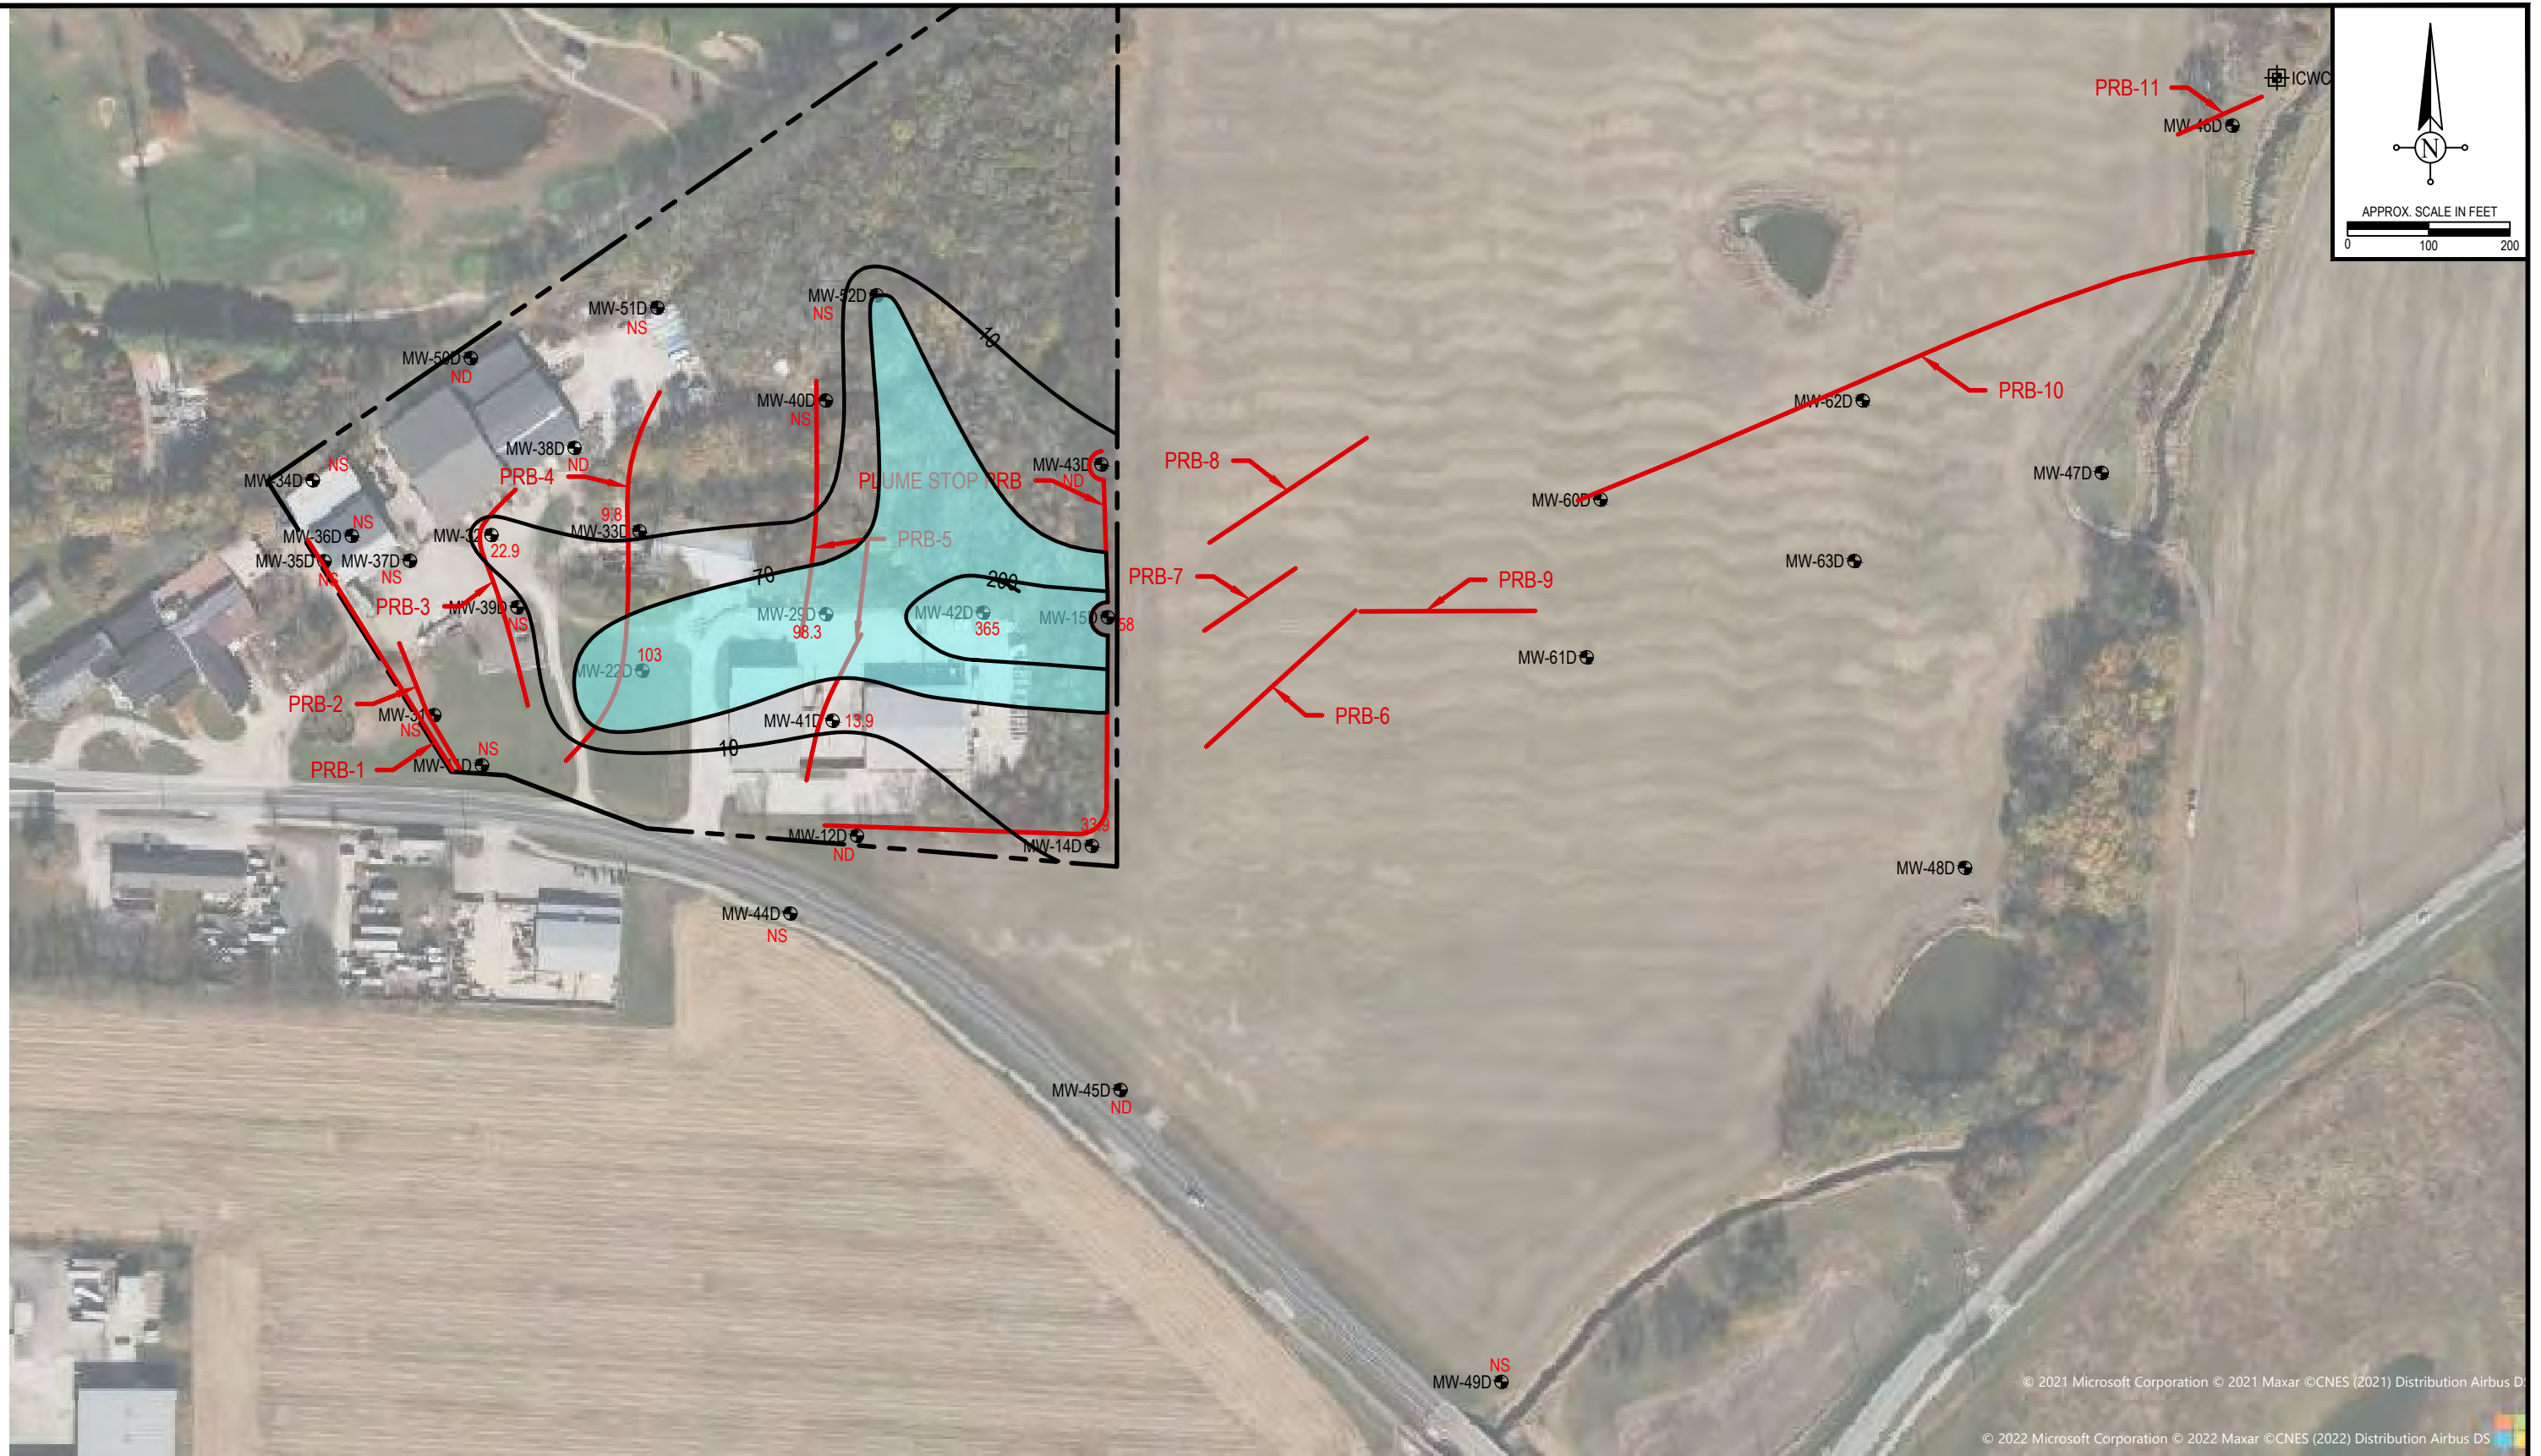 PRB-11
ICWC
MW-46D
N
APPROX. SCALE IN FEET
0 100 200
MW-52D
NS
MW-51D
NS
10
MW-50D
ND
PRB-10
MW-40D
NS
MW-62D
MW-38D
ND
PRB-8
MW-43D
ND
NS
MW-34D
PRB-4
PLUME STOP PRB
MW-47D
MW-60D
9.8
NS
MW-36D
MW-33D
22.9
PRB-5
MW-35D
NS
MW-37D
NS
MW-63D
70
200
PRB-7
PRB-9
PRB-3
MW-39D
NS
MW-29D
98.3
MW-42D
365
MW-15D
58
103
MW-22D
MW-61D
PRB-2
PRB-6
NS
MW-41D
13.9
10
NS
PRB-1
33.9
MW-12D
ND
MW-14D
MW-48D
MW-44D
NS
MW-45D
ND
NS
MW-49D
© 2021 Microsoft Corporation © 2021 Maxar ©CNES (2021) Distribution Airbus DS
© 2022 Microsoft Corporation © 2022 Maxar ©CNES (2022) Distribution Airbus DS